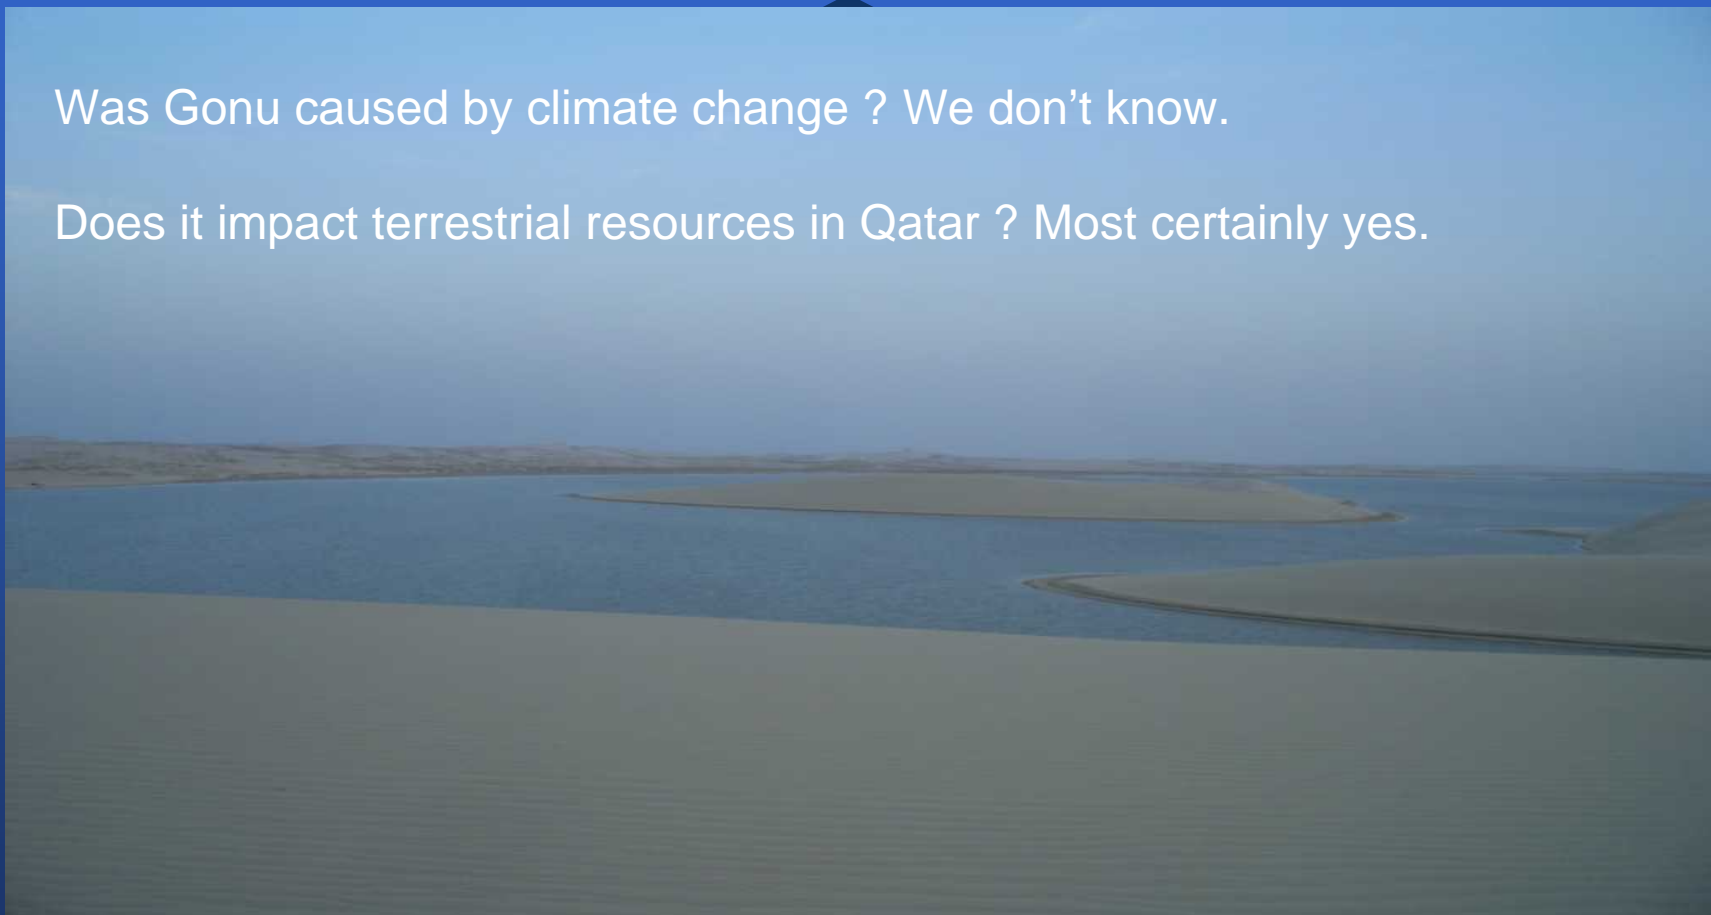 Was Gonu caused by climate change ? We don’t know.
Does it impact terrestrial resources in Qatar ? Most certainly yes.